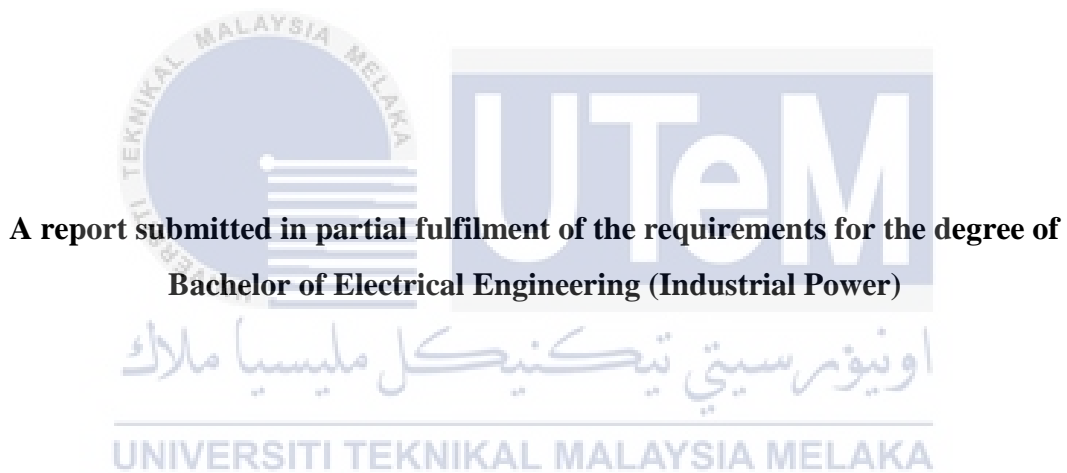 UNIVERSITI TEKNIKAL MALAYSIA MELAKA
UTeM
A report submitted in partial fulfilment of the requirements for the degree of
Bachelor of Electrical Engineering (Industrial Power)
اونيۏرسيتي تيكنيكل مليسيا ملاك
UNIVERSITI TEKNIKAL MALAYSIA MELAKA